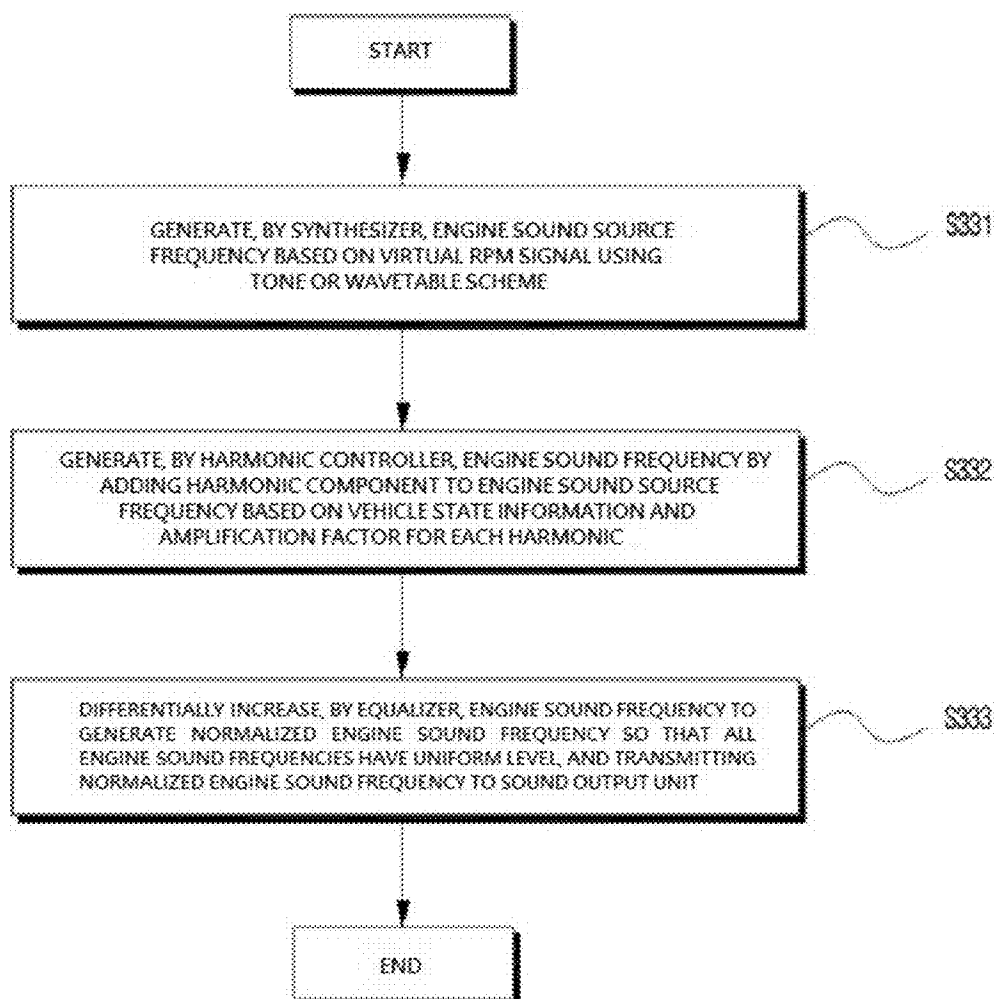 START
GENERATE, BY SYNTHESIZER, ENGINE SOUND SOURCE
FREQUENCY BASED ON VIRTUAL RPM SIGNAL USING
TONE OR WAVETABLE SCHEME
S331
GENERATE, BY HARMONIC CONTROLLER, ENGINE SOUND FREQUENCY BY
ADDING HARMONIC COMPONENT TO ENGINE SOUND SOURCE
FREQUENCY BASED ON VEHICLE STATE INFORMATION AND
AMPLIFICATION FACTOR FOR EACH HARMONIC
S332
DIFFERENTIALLY INCREASE, BY EQUALIZER, ENGINE SOUND FREQUENCY TO
GENERATE NORMALIZED ENGINE SOUND FREQUENCY SO THAT ALL
ENGINE SOUND FREQUENCIES HAVE UNIFORM LEVEL, AND TRANSMITTING
NORMALIZED ENGINE SOUND FREQUENCY TO SOUND OUTPUT UNIT
S333
END